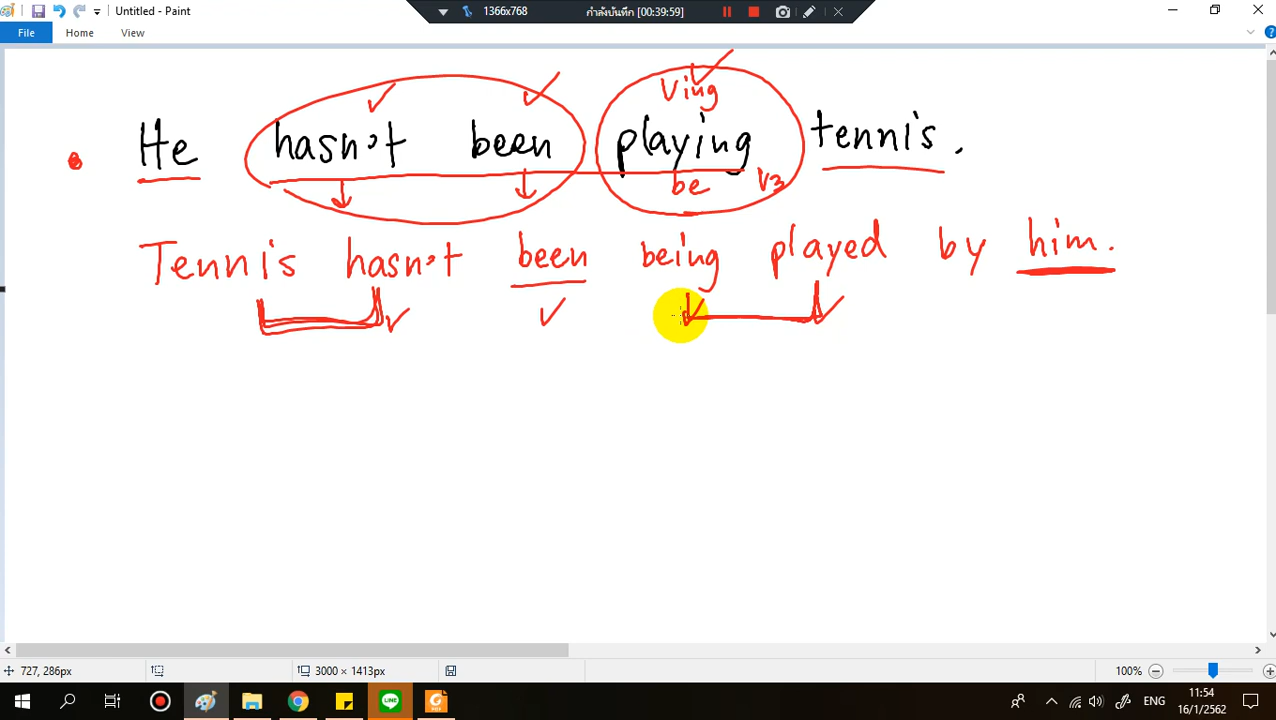 Untitled - Paint
1366x768 กำลังบันทึก [00:39:59]
File Home View
Ving
He hasn't been playing tennis.
be V3
Tennis hasn't been being played by him.
727, 286px 3000 × 1413px 100%
LINE PDF ENG 11:54
16/1/2562